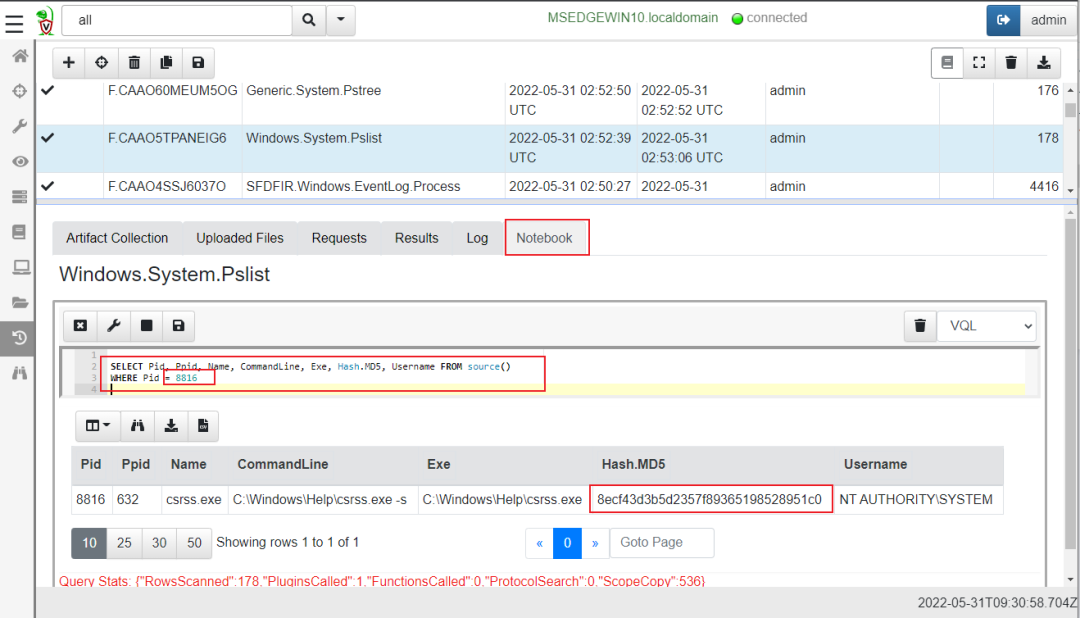 all
MSEDGEWIN10.localdomain connected
admin
F.CAAO60MEUM5OG Generic.System.Pstree 2022-05-31 02:52:50 UTC 2022-05-31 02:52:52 UTC admin 176
F.CAAO5TPANEIG6 Windows.System.Pslist 2022-05-31 02:52:39 UTC 2022-05-31 02:53:06 UTC admin 178
F.CAAO4SSJ6037O SFDFIR.Windows.EventLog.Process 2022-05-31 02:50:27 2022-05-31 admin 4416
Artifact Collection Uploaded Files Requests Results Log Notebook
Windows.System.Pslist
VQL
1
2 SELECT Pid, Ppid, Name, CommandLine, Exe, Hash.MD5, Username FROM source()
3 WHERE Pid = 8816
4
Pid Ppid Name CommandLine Exe Hash.MD5 Username
8816 632 csrss.exe C:\Windows\Help\csrss.exe -s C:\Windows\Help\csrss.exe 8ecf43d3b5d2357f89365198528951c0 NT AUTHORITY\SYSTEM
10 25 30 50 Showing rows 1 to 1 of 1 « 0 » Goto Page
Query Stats: {"RowsScanned":178,"PluginsCalled":1,"FunctionsCalled":0,"ProtocolSearch":0,"ScopeCopy":536}
2022-05-31T09:30:58.704Z